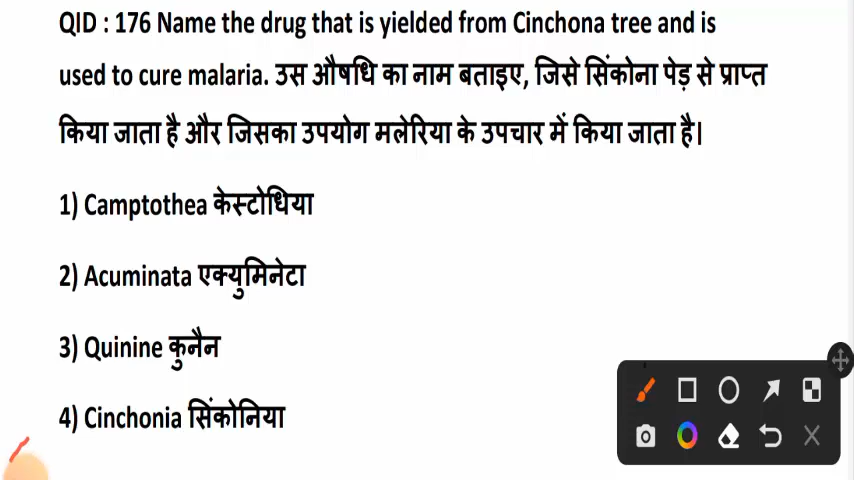 QID : 176 Name the drug that is yielded from Cinchona tree and is
used to cure malaria. उस औषधि का नाम बताइए, जिसे सिंकोना पेड़ से प्राप्त
किया जाता है और जिसका उपयोग मलेरिया के उपचार में किया जाता है।
1) Camptothea केस्टोधिया
2) Acuminata एक्युमिनेटा
3) Quinine कुनैन
4) Cinchonia सिंकोनिया